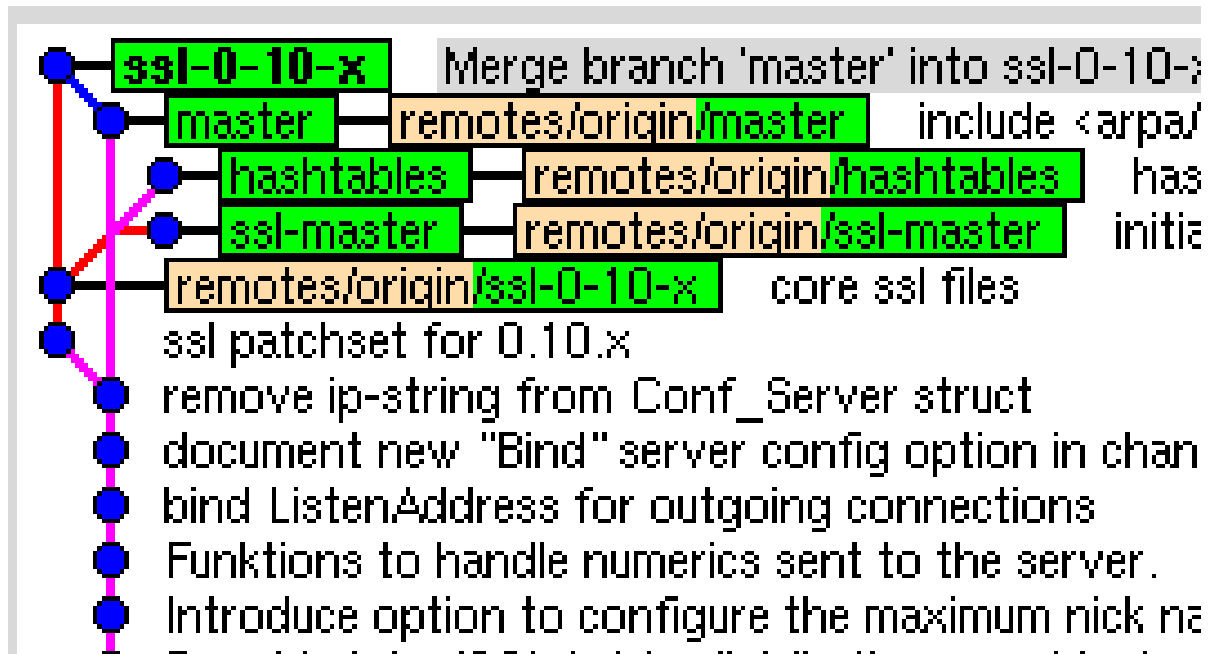 ssl-0-10-x Merge branch 'master' into ssl-0-10-x
master remotes/origin/master include <arpa/
hashtables remotes/origin/hashtables has
ssl-master remotes/origin/ssl-master initia
remotes/origin/ssl-0-10-x core ssl files
ssl patchset for 0.10.x
remove ip-string from Conf_Server struct
document new "Bind" server config option in chan
bind ListenAddress for outgoing connections
Funktions to handle numerics sent to the server.
Introduce option to configure the maximum nick na